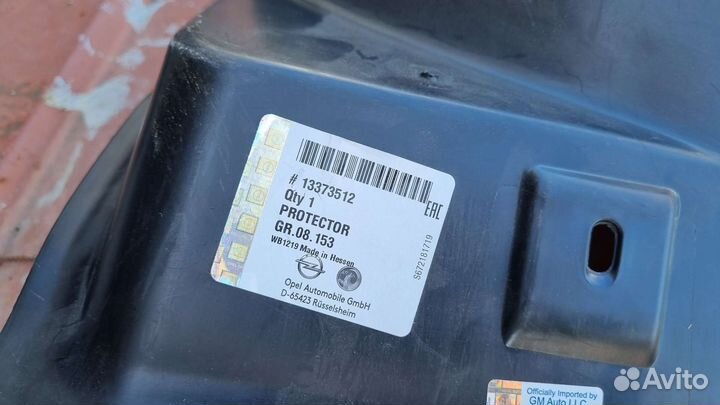 # 13373512
Qty 1
PROTECTOR
GR.08.153
WB1219 Made in Hessen
Opel Automobile GmbH
D-65423 Rüsselsheim
EAC
S672181719
Officially Imported by
GM Auto LLC
Avito